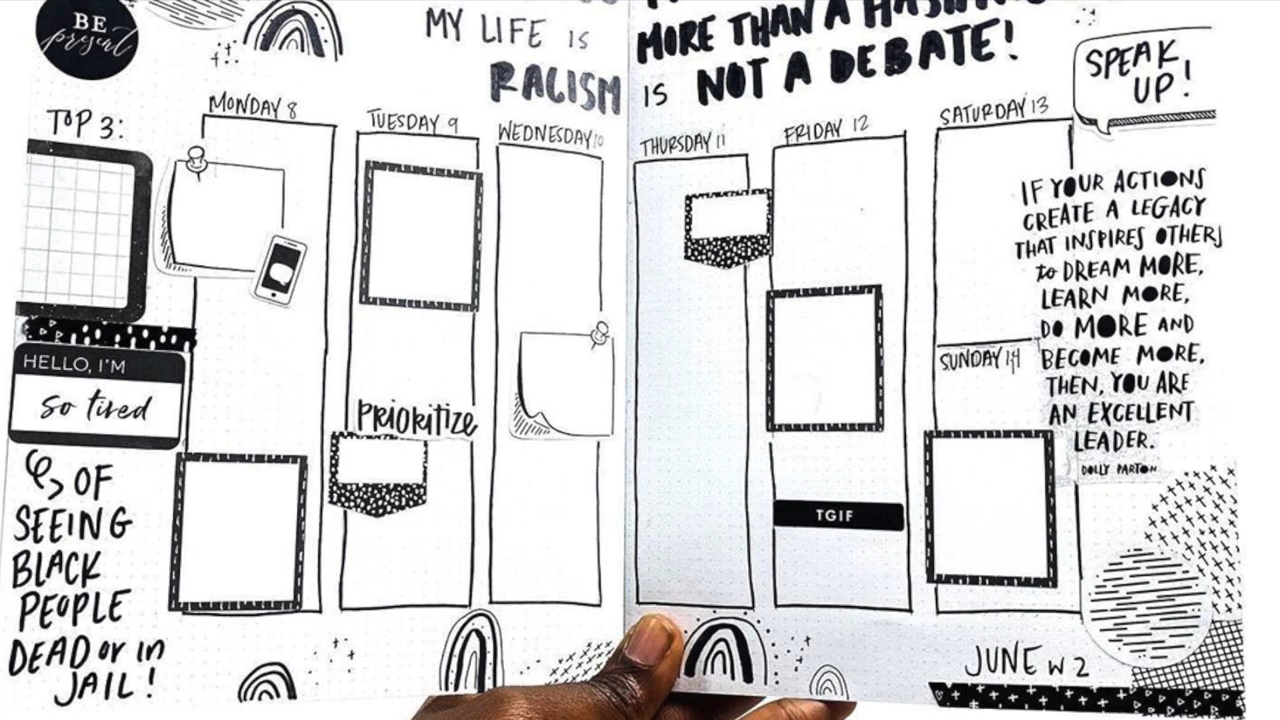 BE
present
MY LIFE IS
RACISM
MORE THAN A
IS NOT A DEBATE!
SPEAK
UP!
TOP 3:
MONDAY 8
TUESDAY 9
WEDNESDAY 10
THURSDAY 11
FRIDAY 12
SATURDAY 13
SUNDAY 14
HELLO, I'M
so tired
OF
SEEING
BLACK
PEOPLE
DEAD or in
JAIL!
PRIORITIZE
TGIF
IF YOUR ACTIONS
CREATE A LEGACY
THAT INSPIRES OTHERS
to DREAM MORE,
LEARN MORE,
DO MORE AND
BECOME MORE,
THEN, YOU ARE
AN EXCELLENT
LEADER.
DOLLY PARTON
JUNE W2